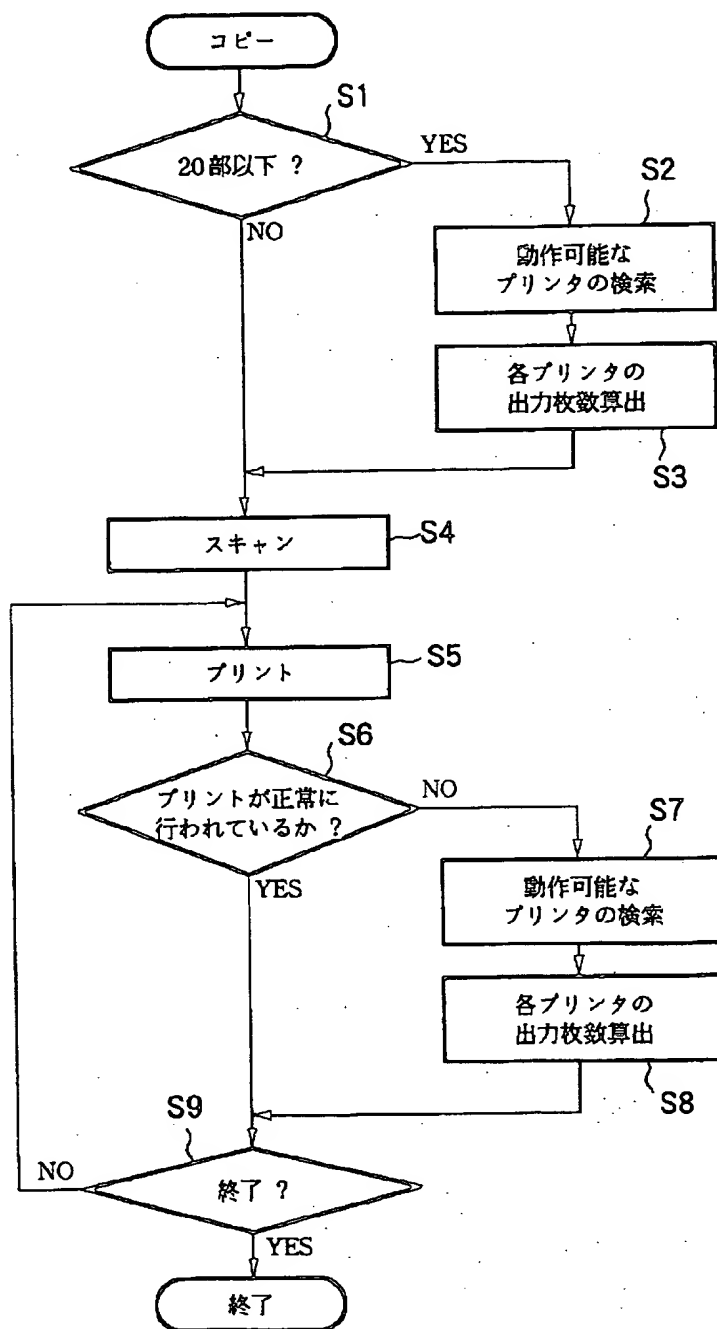 コピー
S1
20部以下 ?
YES
NO
S2
動作可能な
プリンタの検索
各プリンタの
出力枚数算出
S3
スキャン
S4
プリント
S5
S6
プリントが正常に
行われているか ?
NO
YES
S7
動作可能な
プリンタの検索
各プリンタの
出力枚数算出
S8
S9
NO
終了 ?
YES
終了